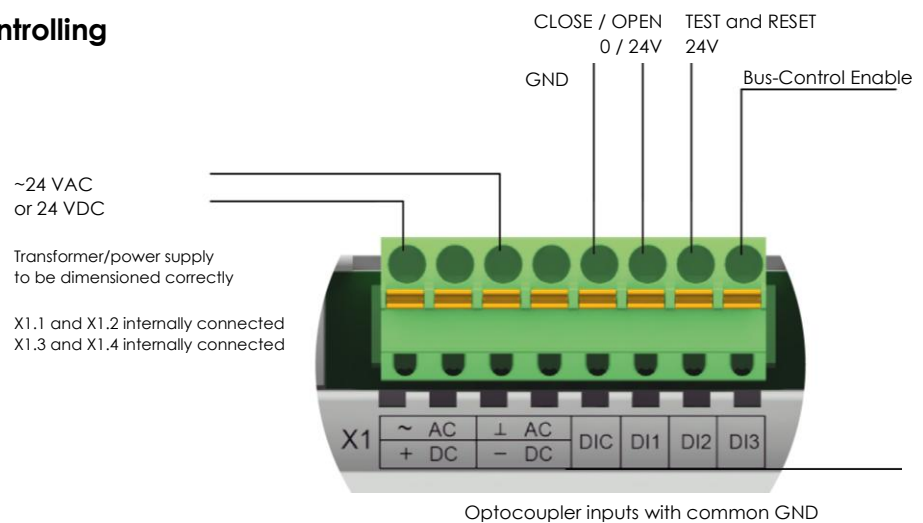 ntrolling
CLOSE / OPEN
0 / 24V
TEST and RESET
24V
GND
Bus-Control Enable
~24 VAC
or 24 VDC
Transformer/power supply
to be dimensioned correctly
X1.1 and X1.2 internally connected
X1.3 and X1.4 internally connected
X1
~ AC
⊥ AC
+ DC
− DC
DIC
DI1
DI2
DI3
Optocoupler inputs with common GND